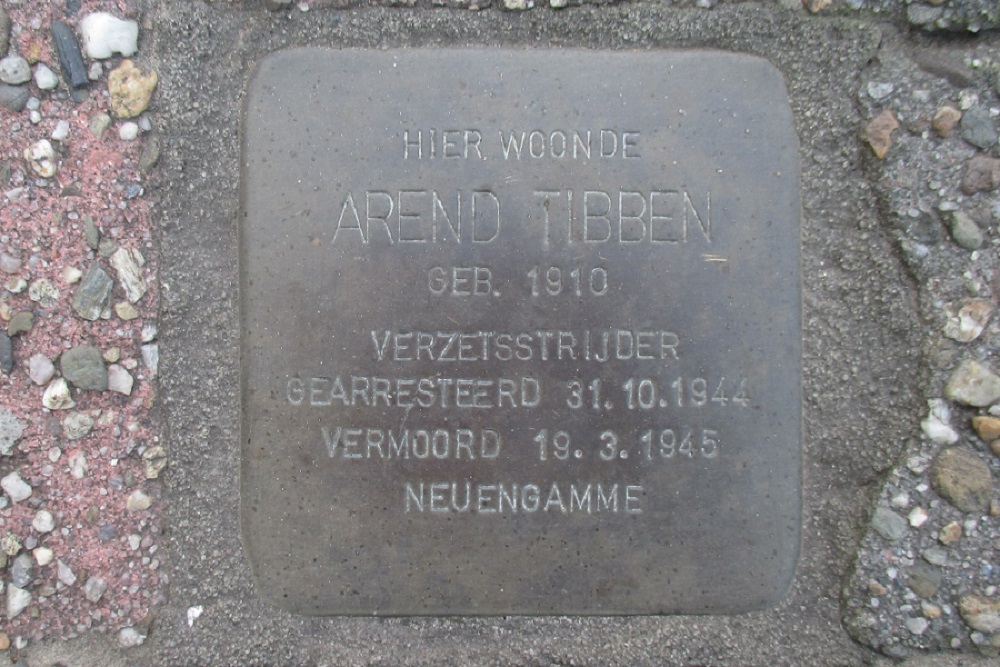 HIER WOONDE
AREND TIBBEN
GEB. 1910
VERZETSSTRIJDER
GEARRESTEERD 31.10.1944
VERMOORD 19.3.1945
NEUENGAMME